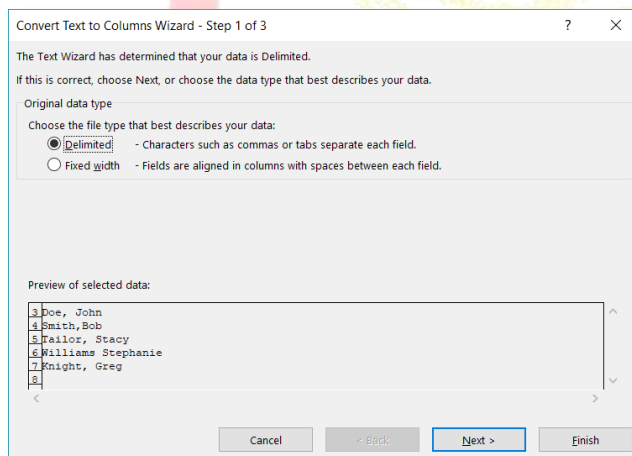 Convert Text to Columns Wizard - Step 1 of 3 ? ×
The Text Wizard has determined that your data is Delimited.
If this is correct, choose Next, or choose the data type that best describes your data.
Original data type
Choose the file type that best describes your data:
Delimited - Characters such as commas or tabs separate each field.
Fixed width - Fields are aligned in columns with spaces between each field.
Preview of selected data:
3 Doe, John
4 Smith,Bob
5 Tailor, Stacy
6 Williams Stephanie
7 Knight, Greg
8
Cancel < Back Next > Finish